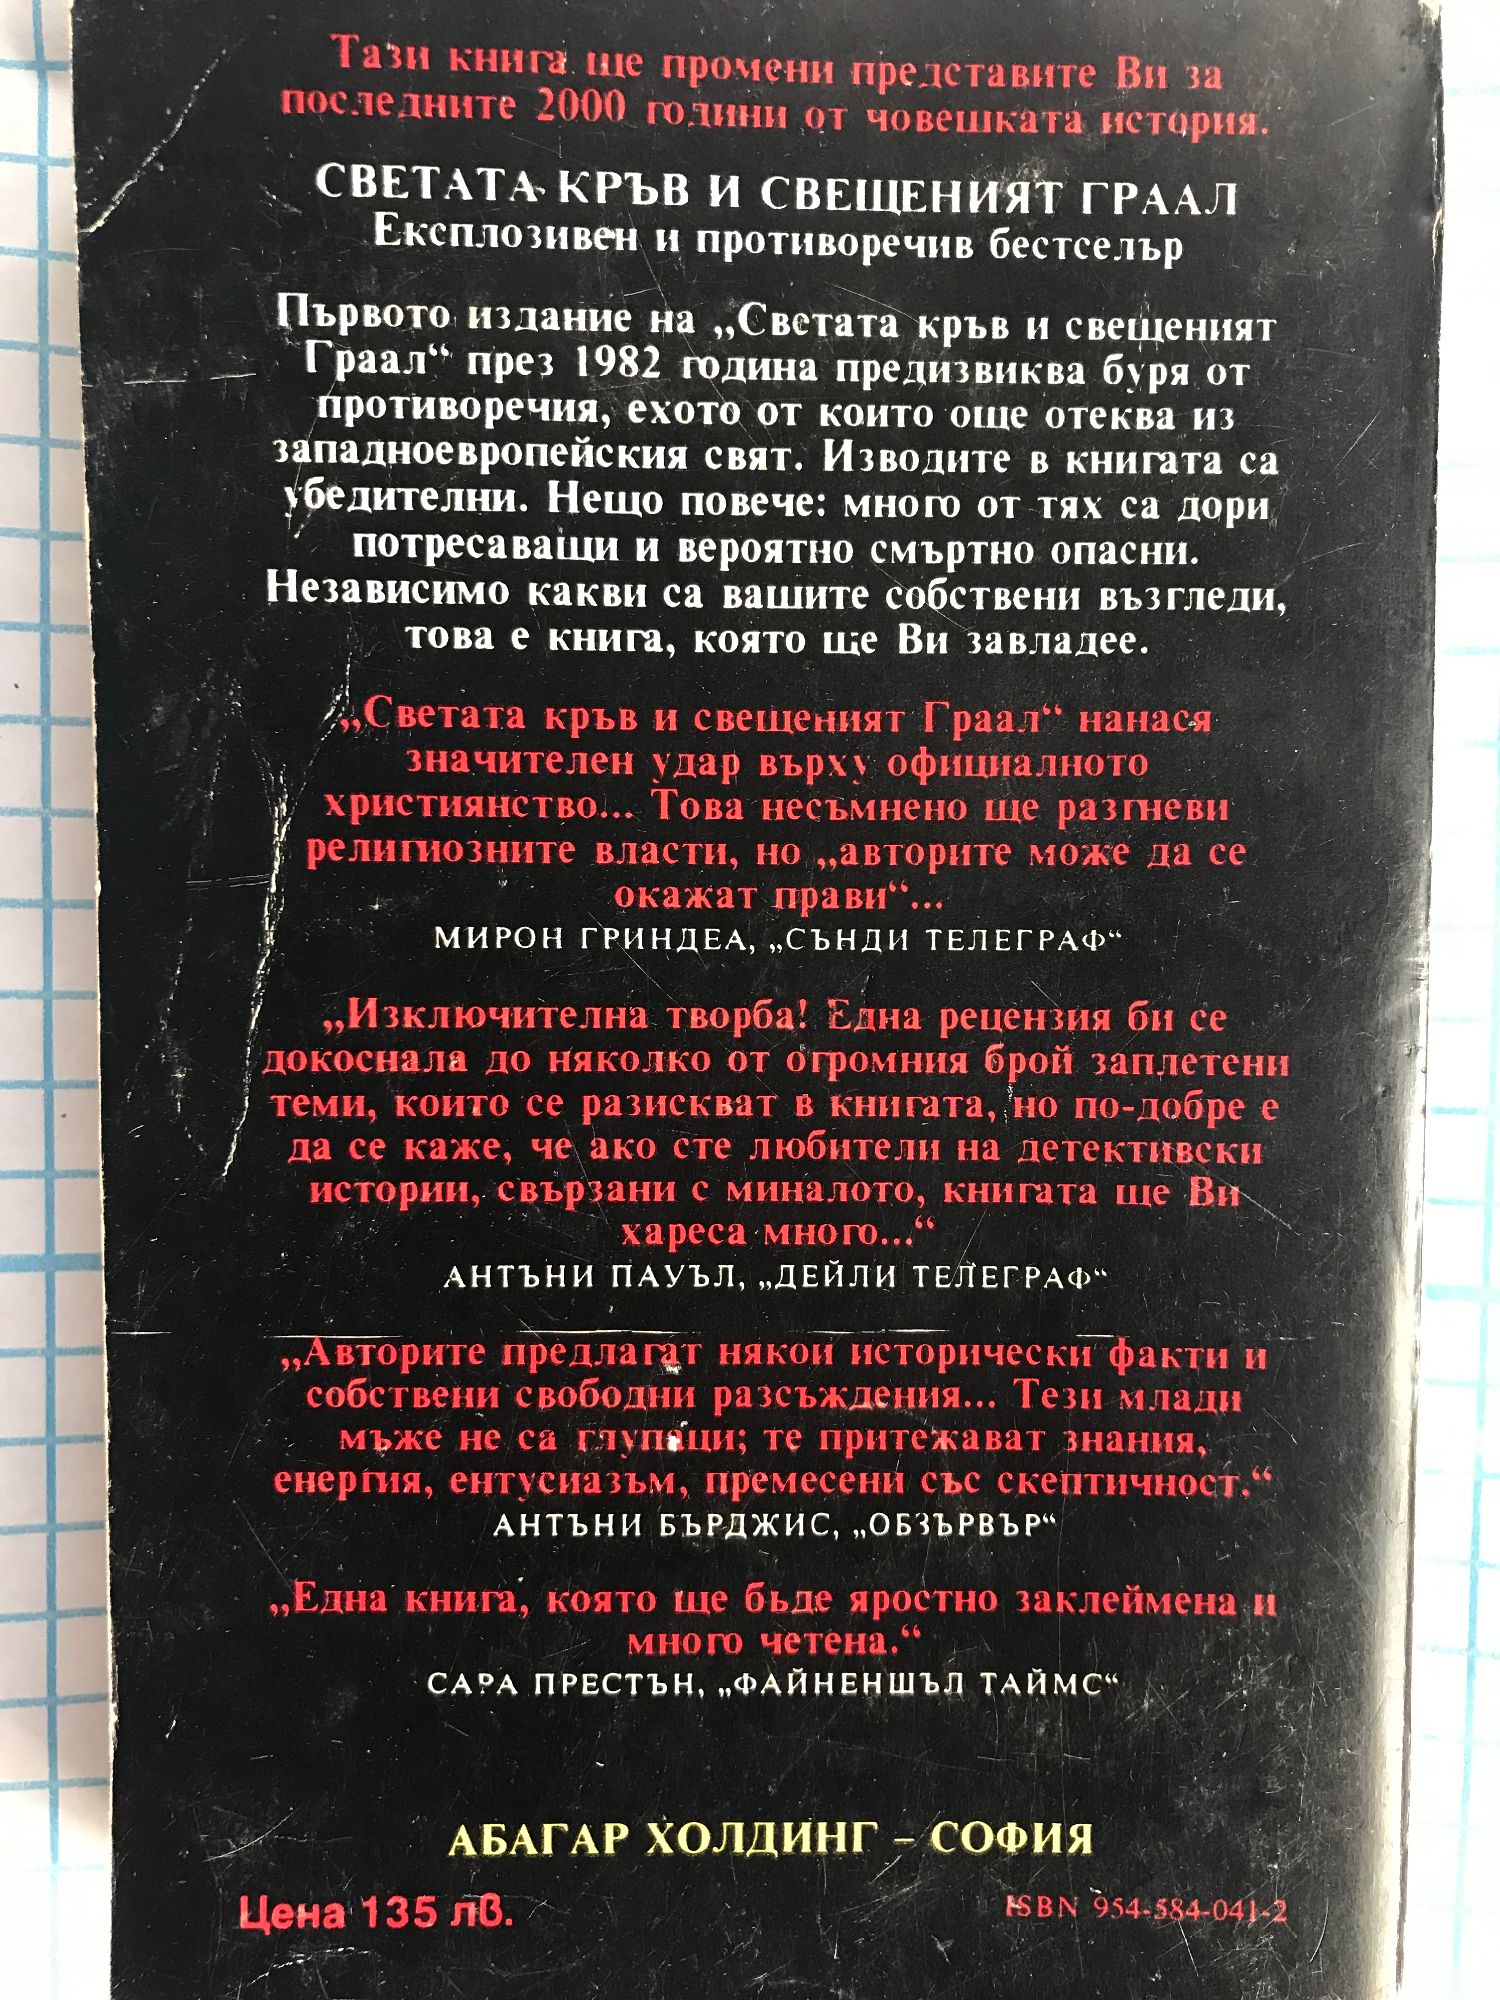 Тази книга ще промени представите Ви за
последните 2000 години от човешката история.
СВЕТАТА КРЪВ И СВЕЩЕНИЯТ ГРААЛ
Експлозивен и противоречив бестселър
Първото издание на „Светата кръв и свещеният
Граал“ през 1982 година предизвиква буря от
противоречия, ехото от които още отеква из
западноевропейския свят. Изводите в книгата са
убедителни. Нещо повече: много от тях са дори
потресаващи и вероятно смъртно опасни.
Независимо какви са вашите собствени възгледи,
това е книга, която ще Ви завладее.
„Светата кръв и свещеният Граал“ нанася
значителен удар върху официалното
християнство... Това несъмнено ще разгневи
религиозните власти, но „авторите може да се
окажат прави“...
МИРОН ГРИНДЕА, „СЪНДИ ТЕЛЕГРАФ“
„Изключителна творба! Една рецензия би се
докоснала до няколко от огромния брой заплетени
теми, които се разискват в книгата, но по-добре е
да се каже, че ако сте любители на детективски
истории, свързани с миналото, книгата ще Ви
хареса много...“
АНТЪНИ ПАУЪЛ, „ДЕЙЛИ ТЕЛЕГРАФ“
„Авторите предлагат някои исторически факти и
собствени свободни разсъждения... Тези млади
мъже не са глупаци; те притежават знания,
енергия, ентусиазъм, премесени със скептичност.“
АНТЪНИ БЪРДЖИС, „ОБЗЪРВЪР“
„Една книга, която ще бъде яростно заклеймена и
много четена.“
САРА ПРЕСТЪН, „ФАЙНЕНШЪЛ ТАЙМС“
АБАГАР ХОЛДИНГ – СОФИЯ
Цена 135 лв.
ISBN 954-584-041-2